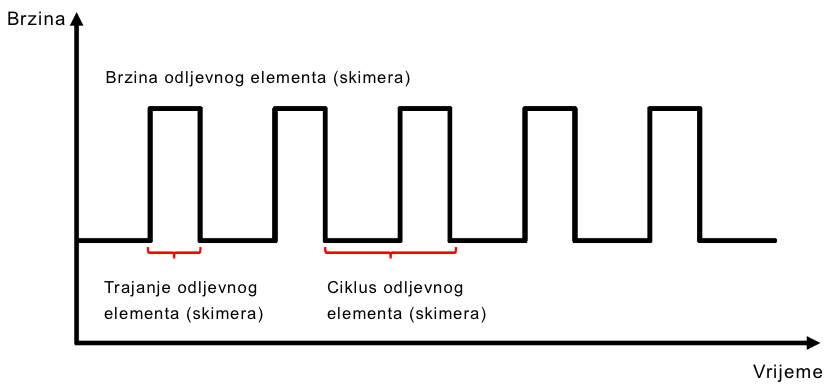 Brzina
Brzina odljevnog elementa (skimera)
Trajanje odljevnog
elementa (skimera)
Ciklus odljevnog
elementa (skimera)
Vrijeme